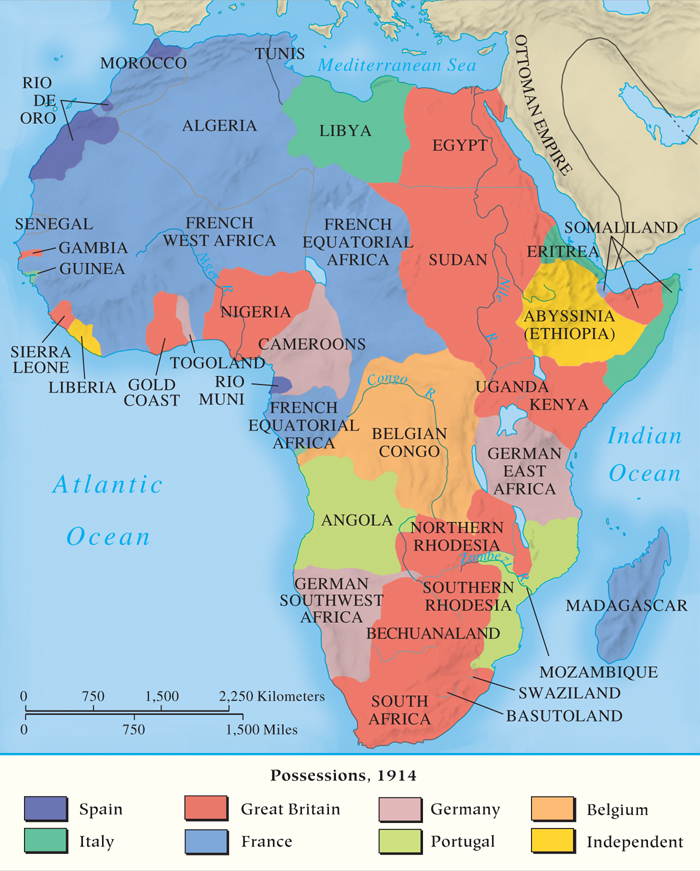 MOROCCO
TUNIS
Mediterranean Sea
RIO
DE
ORO
ALGERIA
LIBYA
EGYPT
OTTOMAN EMPIRE
SENEGAL
GAMBIA
GUINEA
FRENCH
WEST AFRICA
Niger R.
FRENCH
EQUATORIAL
AFRICA
SUDAN
Nile
R.
ERITREA
SOMALILAND
ABYSSINIA
(ETHIOPIA)
NIGERIA
CAMEROONS
SIERRA
LEONE
LIBERIA
GOLD
COAST
TOGOLAND
RIO
MUNI
FRENCH
EQUATORIAL
AFRICA
Congo R.
BELGIAN
CONGO
UGANDA
KENYA
GERMAN
EAST
AFRICA
Indian
Ocean
Atlantic
Ocean
ANGOLA
NORTHERN
RHODESIA
GERMAN
SOUTHWEST
AFRICA
SOUTHERN
RHODESIA
BECHUANALAND
MADAGASCAR
MOZAMBIQUE
SWAZILAND
BASUTOLAND
SOUTH
AFRICA
0 750 1,500 2,250 Kilometers
0 750 1,500 Miles
Possessions, 1914
Spain Great Britain Germany Belgium
Italy France Portugal Independent